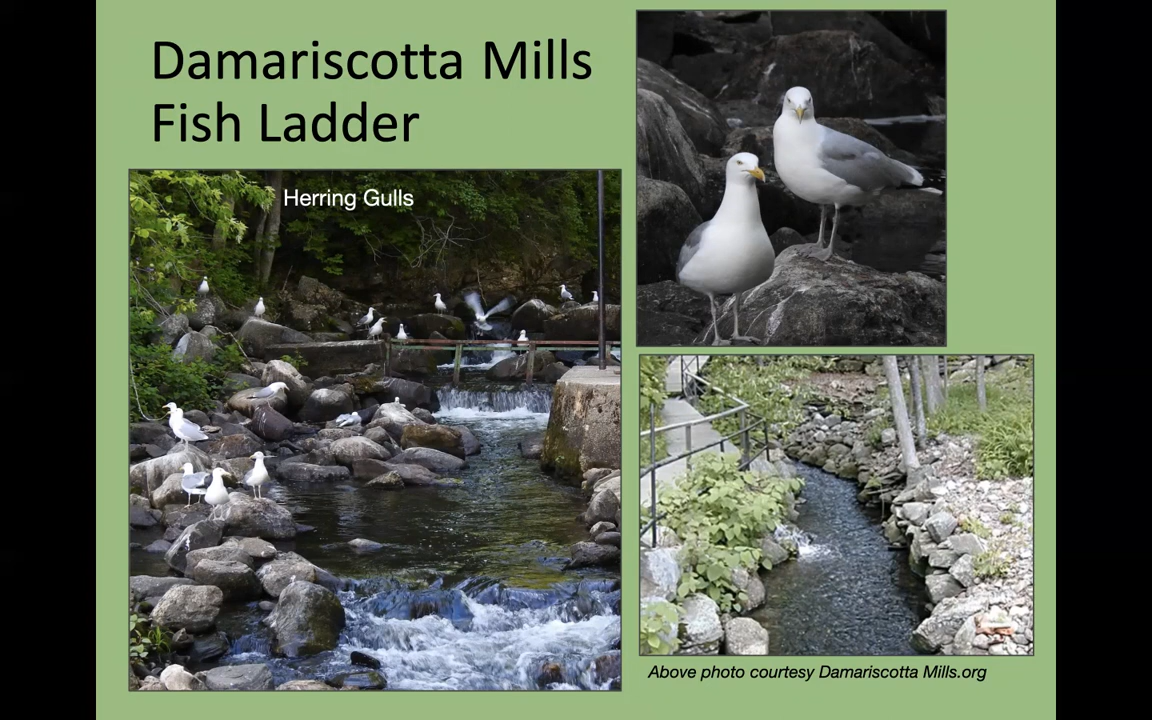 Damariscotta Mills
Fish Ladder
Herring Gulls
Above photo courtesy Damariscotta Mills.org